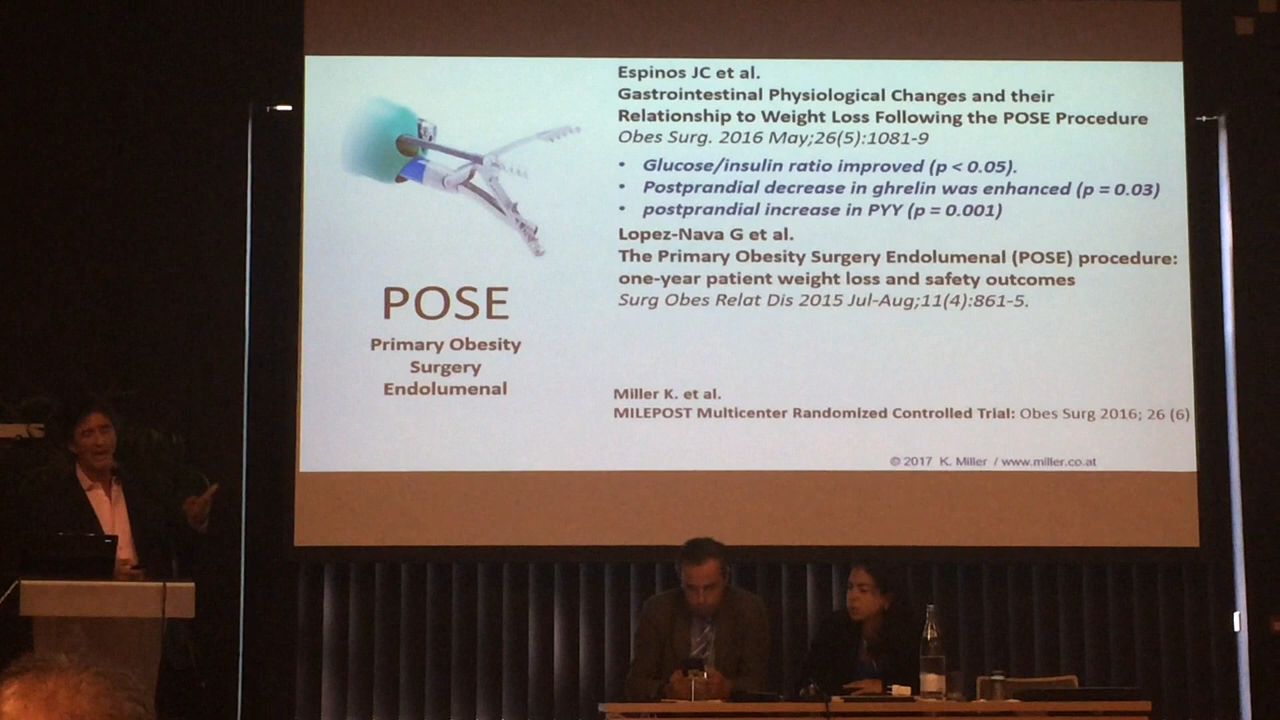 POSE
Primary Obesity
Surgery
Endolumenal
Espinos JC et al.
Gastrointestinal Physiological Changes and their
Relationship to Weight Loss Following the POSE Procedure
Obes Surg. 2016 May;26(5):1081-9
• Glucose/insulin ratio improved (p < 0.05).
• Postprandial decrease in ghrelin was enhanced (p = 0.03)
• postprandial increase in PYY (p = 0.001)
Lopez-Nava G et al.
The Primary Obesity Surgery Endolumenal (POSE) procedure:
one-year patient weight loss and safety outcomes
Surg Obes Relat Dis 2015 Jul-Aug;11(4):861-5.
Miller K. et al.
MILEPOST Multicenter Randomized Controlled Trial: Obes Surg 2016; 26 (6)
© 2017 K. Miller / www.miller.co.at